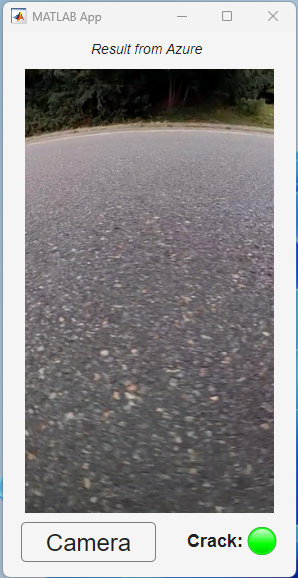 MATLAB App
Result from Azure
Camera
Crack: